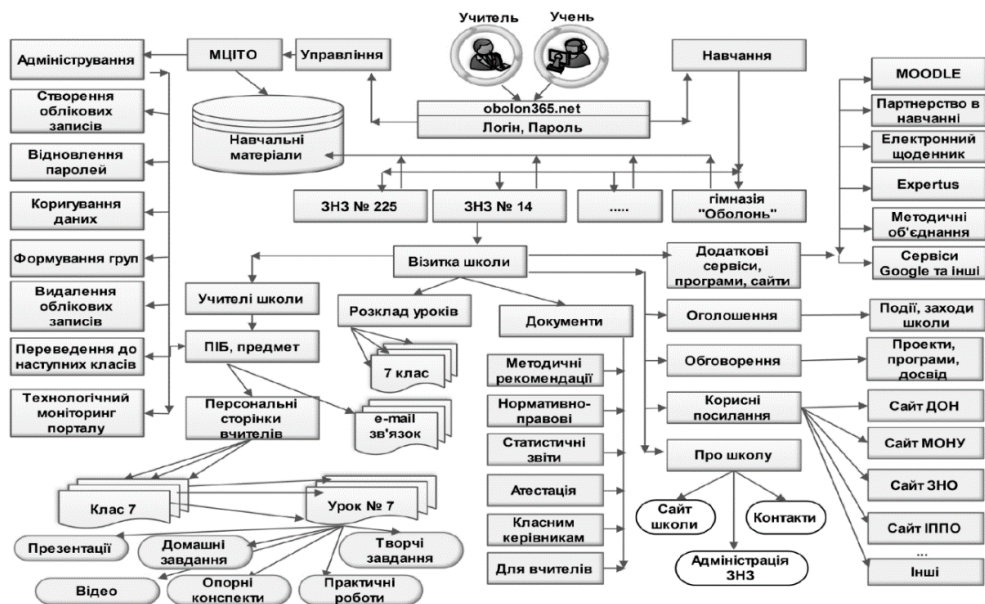 Учитель
Учень
Адміністрування
МЦІТО
Управління
Навчання
obolon365.net
Логін, Пароль
Створення
облікових
записів
Навчальні
матеріали
Відновлення
паролей
Коригування
даних
Формування груп
Видалення
облікових
записів
Переведення до
наступних класів
Технологічний
моніторинг
порталу
ЗНЗ № 225
ЗНЗ № 14
.....
гімназія
"Оболонь"
MOODLE
Партнерство в
навчанні
Електронний
щоденник
Expertus
Методичні
об'єднання
Сервіси
Google та інші
Візитка школи
Додаткові
сервіси,
програми, сайти
Учителі школи
ПІБ, предмет
Персональні
сторінки
вчителів
e-mail
зв'язок
Розклад уроків
7 клас
Документи
Методичні
рекомендації
Нормативно-
правові
Статистичні
звіти
Атестація
Класним
керівникам
Для вчителів
Оголошення
Події, заходи
школи
Обговорення
Проекти,
програми,
досвід
Корисні
посилання
Сайт ДОН
Сайт МОНУ
Сайт ЗНО
Сайт ІППО
...
Інші
Про школу
Сайт
школи
Контакти
Адміністрація
ЗНЗ
Клас 7
Урок № 7
Презентації
Домашні
завдання
Творчі
завдання
Відео
Опорні
конспекти
Практичні
роботи